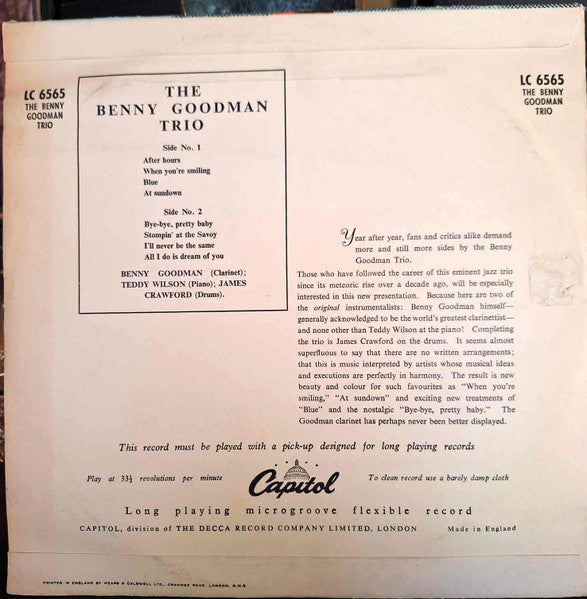 LC 6565
THE BENNY
GOODMAN
TRIO
THE
BENNY GOODMAN
TRIO
Side No. 1
After hours
When you're smiling
Blue
At sundown
Side No. 2
Bye-bye, pretty baby
Stompin' at the Savoy
I'll never be the same
All I do is dream of you
BENNY GOODMAN (Clarinet);
TEDDY WILSON (Piano); JAMES
CRAWFORD (Drums).
LC 6565
THE BENNY
GOODMAN
TRIO
Year after year, fans and critics alike demand
more and still more sides by the Benny
Goodman Trio.
Those who have followed the career of this eminent jazz trio
since its meteoric rise over a decade ago, will be especially
interested in this new presentation. Because here are two of
the original instrumentalists: Benny Goodman himself—
generally acknowledged to be the world's greatest clarinettist—
and none other than Teddy Wilson at the piano! Completing
the trio is James Crawford on the drums. It seems almost
superfluous to say that there are no written arrangements;
that this is music interpreted by artists whose musical ideas
and executions are perfectly in harmony. The result is new
beauty and colour for such favourites as "When you're
smiling," "At sundown" and exciting new treatments of
"Blue" and the nostalgic "Bye-bye, pretty baby." The
Goodman clarinet has perhaps never been better displayed.
This record must be played with a pick-up designed for long playing records
Play at 33⅓ revolutions per minute
Capitol
To clean record use a barely damp cloth
Long playing microgroove flexible record
CAPITOL, division of THE DECCA RECORD COMPANY LIMITED, LONDON
Made in England
PRINTED IN ENGLAND BY WEARE & CALDWELL LTD., CRANMER ROAD, LONDON, S.W.9